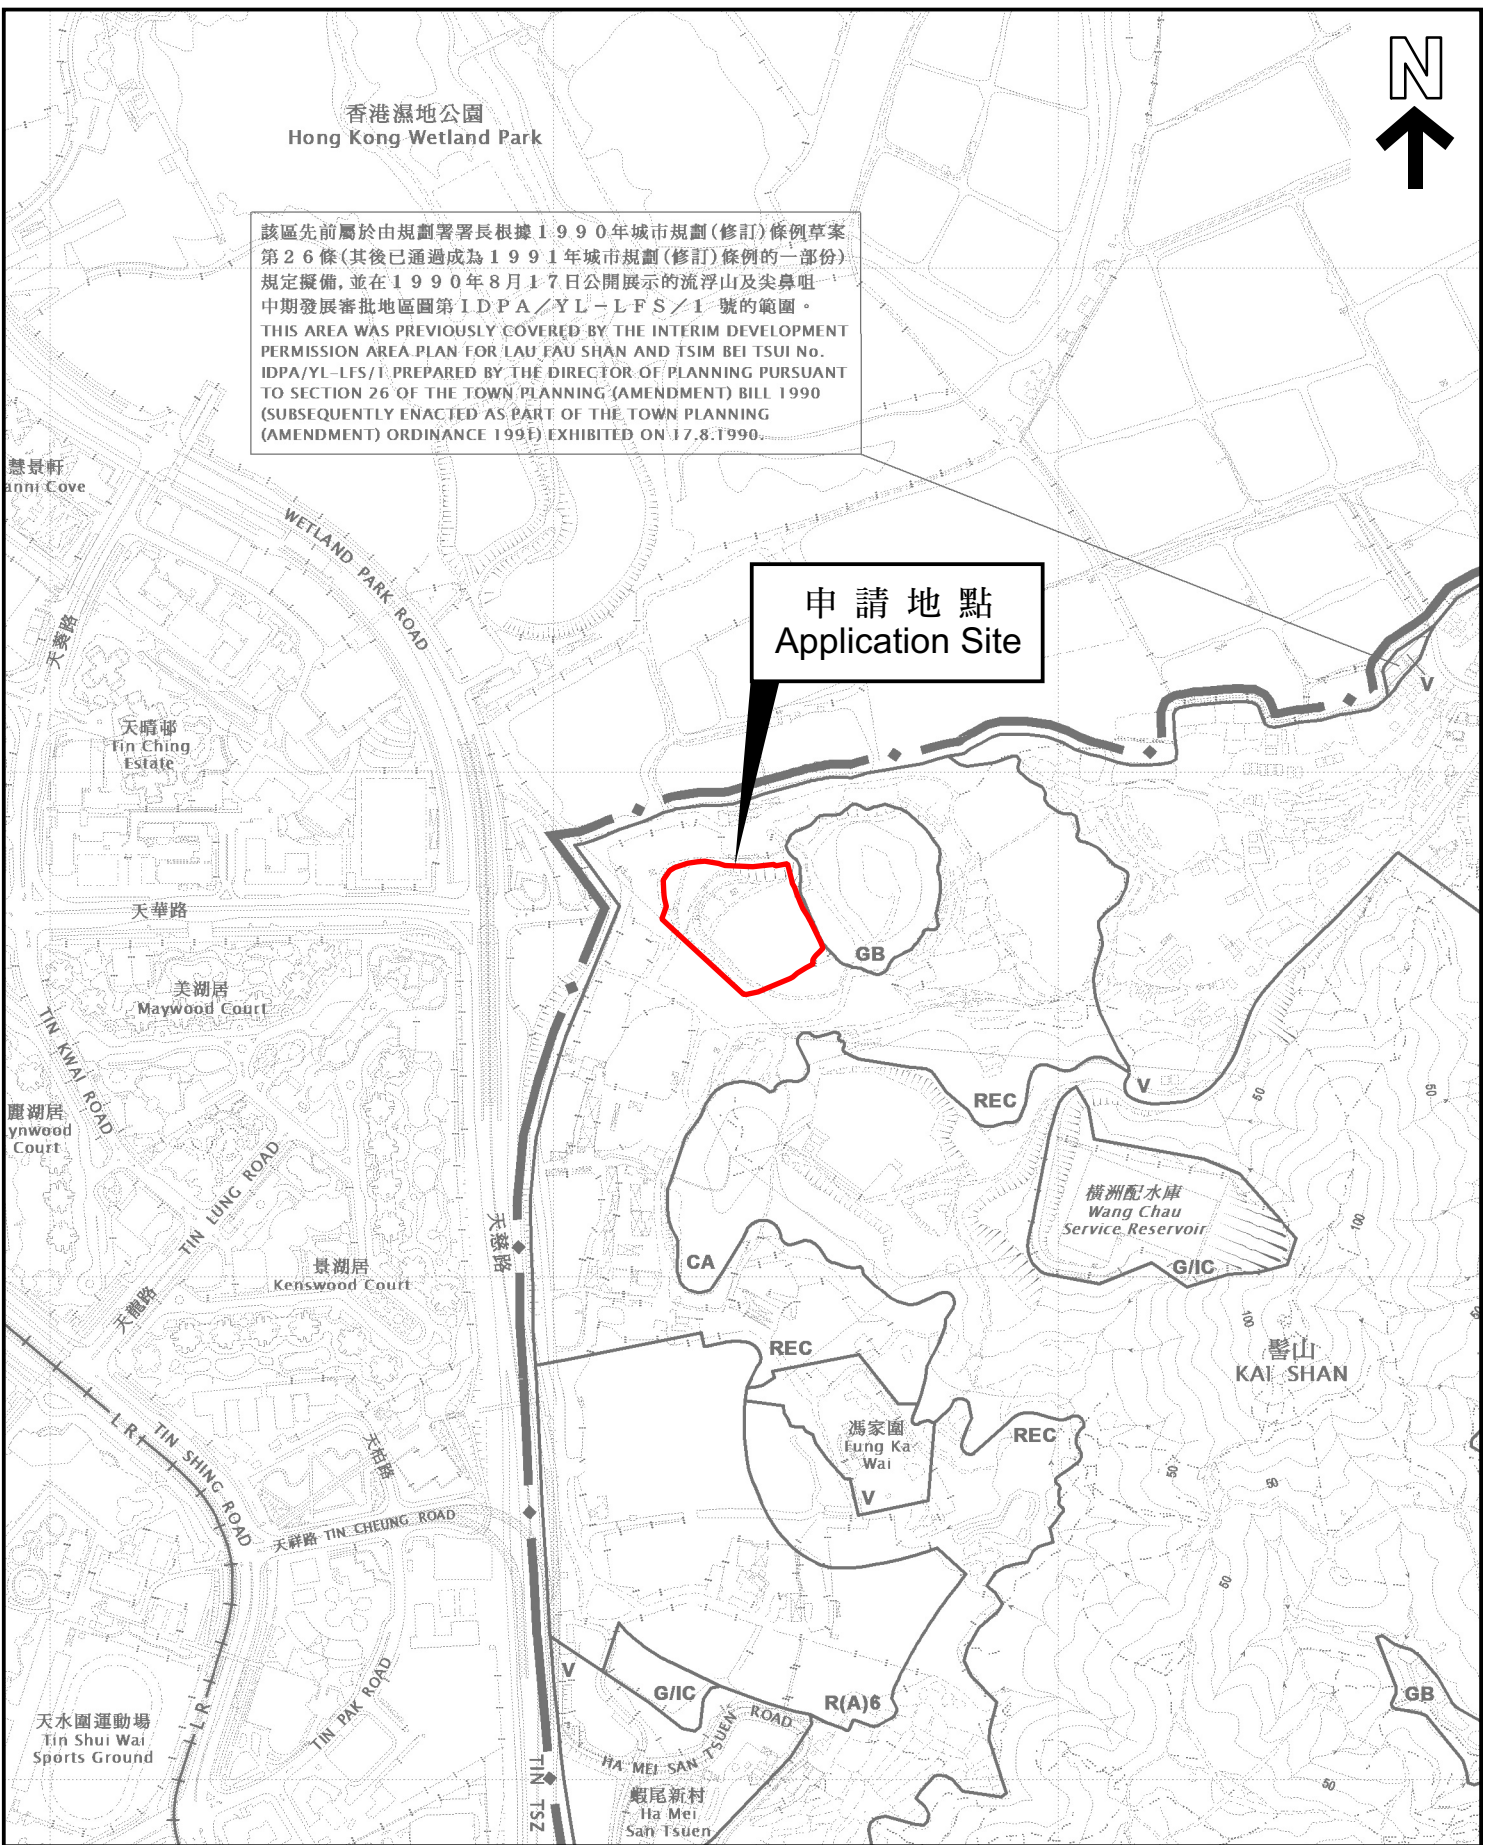 N
香港濕地公園
Hong Kong Wetland Park
該區先前屬於由規劃署署長根據1990年城市規劃(修訂)條例草案
第26條(其後已通過成為1991年城市規劃(修訂)條例的一部份)
規定擬備,並在1990年8月17日公開展示的流浮山及尖鼻咀
中期發展審批地區圖第IDPA/YL-LFS/1 號的範圍。
THIS AREA WAS PREVIOUSLY COVERED BY THE INTERIM DEVELOPMENT
PERMISSION AREA PLAN FOR LAU FAU SHAN AND TSIM BEI TSUI No.
IDPA/YL-LFS/1 PREPARED BY THE DIRECTOR OF PLANNING PURSUANT
TO SECTION 26 OF THE TOWN PLANNING (AMENDMENT) BILL 1990
(SUBSEQUENTLY ENACTED AS PART OF THE TOWN PLANNING
(AMENDMENT) ORDINANCE 1991) EXHIBITED ON 17.8.1990.
慧景軒
anni Cove
WETLAND PARK ROAD
天葵路
申請地點
Application Site
V
天晴邨
Tin Ching
Estate
天華路
GB
美湖居
Maywood Court
TIN KWAI ROAD
麗湖居
ynwood
Court
REC
V
50
50
TIN LUNG ROAD
橫洲配水庫
Wang Chau
Service Reservoir
100
天慈路
CA
G/IC
景湖居
Kenswood Court
天龍路
100
50
REC
髻山
KAI SHAN
LR
TIN SHING ROAD
天柏路
馮家圍
Fung Ka
Wai
REC
V
50
50
天祥路 TIN CHEUNG ROAD
50
V
G/IC
R(A)6
GB
TIN PAK ROAD
LR
天水圍運動場
Tin Shui Wai
Sports Ground
HA MEI SAN TSUEN ROAD
TIN TSZ
蝦尾新村
Ha Mei
San Tsuen
50